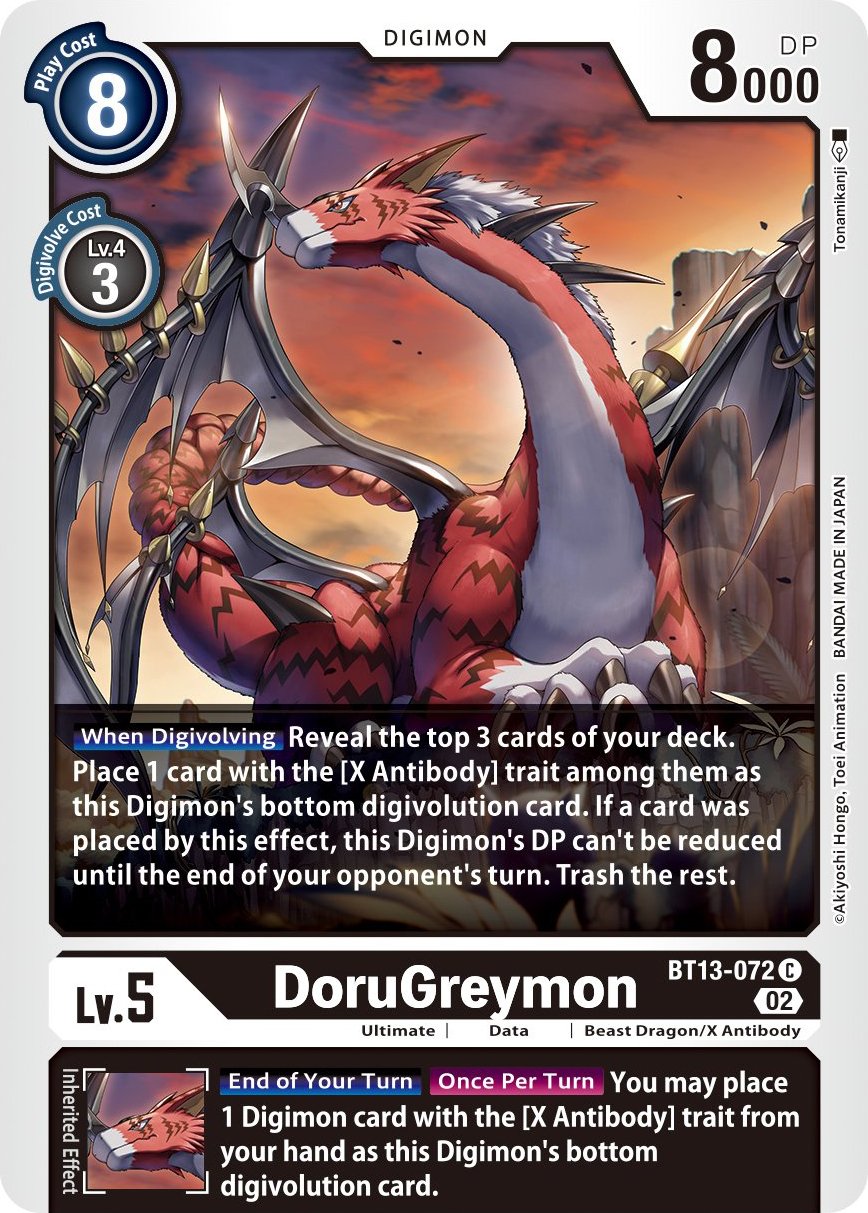 DIGIMON
Play Cost
8
DP
8000
Digivolve Cost
Lv.4
3
Tonamikanji
BANDAI MADE IN JAPAN
©Akiyoshi Hongo, Toei Animation
When Digivolving Reveal the top 3 cards of your deck.
Place 1 card with the [X Antibody] trait among them as
this Digimon's bottom digivolution card. If a card was
placed by this effect, this Digimon's DP can't be reduced
until the end of your opponent's turn. Trash the rest.
Lv.5
DoruGreymon
BT13-072 C
02
Ultimate | Data | Beast Dragon/X Antibody
Inherited Effect
End of Your Turn Once Per Turn You may place
1 Digimon card with the [X Antibody] trait from
your hand as this Digimon's bottom
digivolution card.